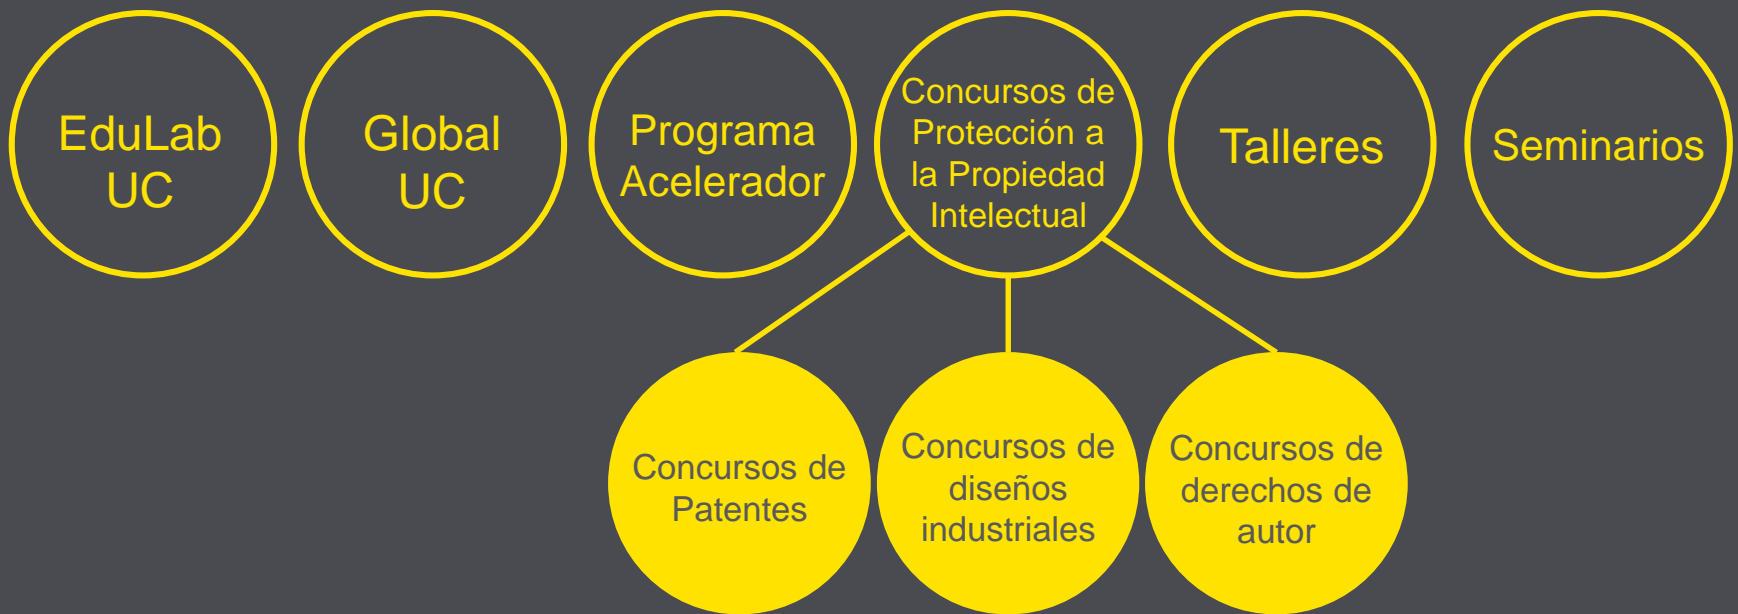 EduLab
UC
Global
UC
Programa
Acelerador
Concursos de
Protección a
la Propiedad
Intelectual
Talleres
Seminarios
Concursos de
Patentes
Concursos de
diseños
industriales
Concursos de
derechos de
autor